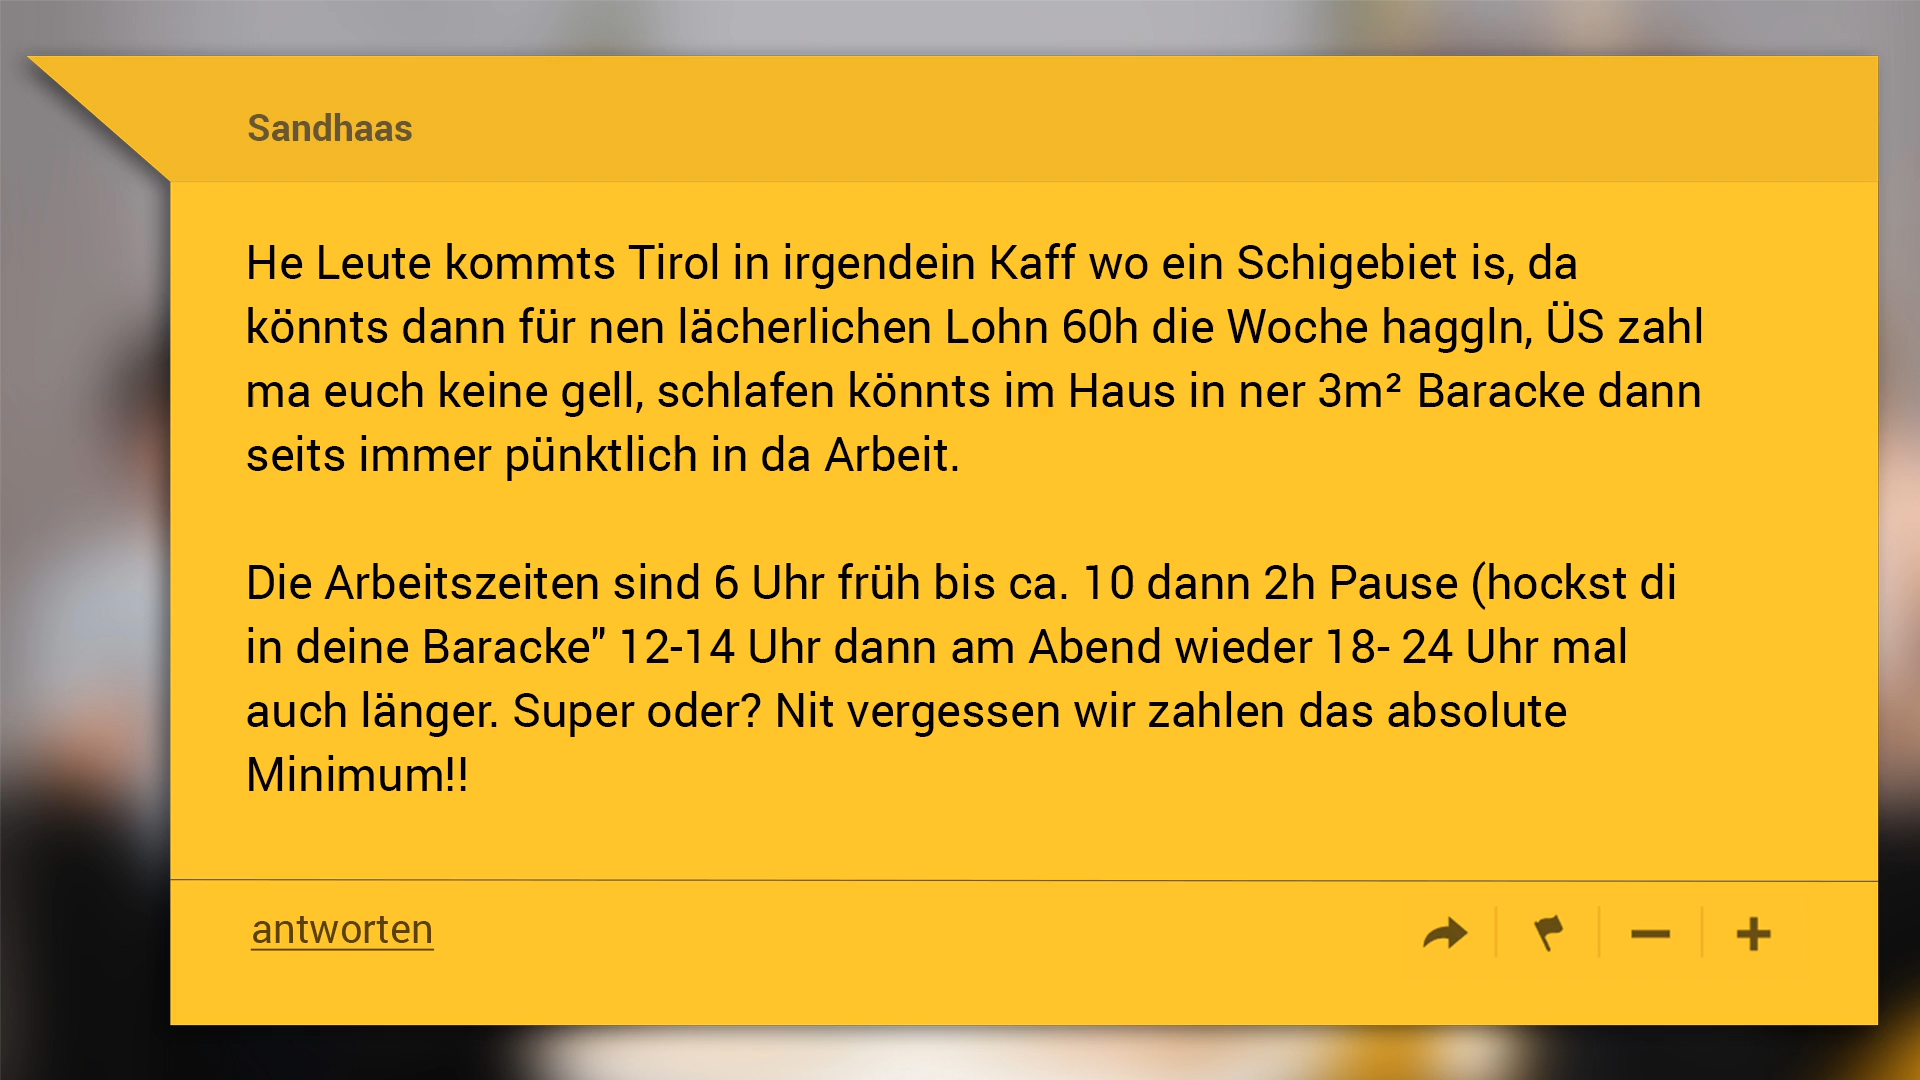 Sandhaas
He Leute kommts Tirol in irgendein Kaff wo ein Schigebiet is, da
könnts dann für nen lächerlichen Lohn 60h die Woche haggln, ÜS zahl
ma euch keine gell, schlafen könnts im Haus in ner 3m² Baracke dann
seits immer pünktlich in da Arbeit.
Die Arbeitszeiten sind 6 Uhr früh bis ca. 10 dann 2h Pause (hockst di
in deine Baracke" 12-14 Uhr dann am Abend wieder 18- 24 Uhr mal
auch länger. Super oder? Nit vergessen wir zahlen das absolute
Minimum!!
antworten